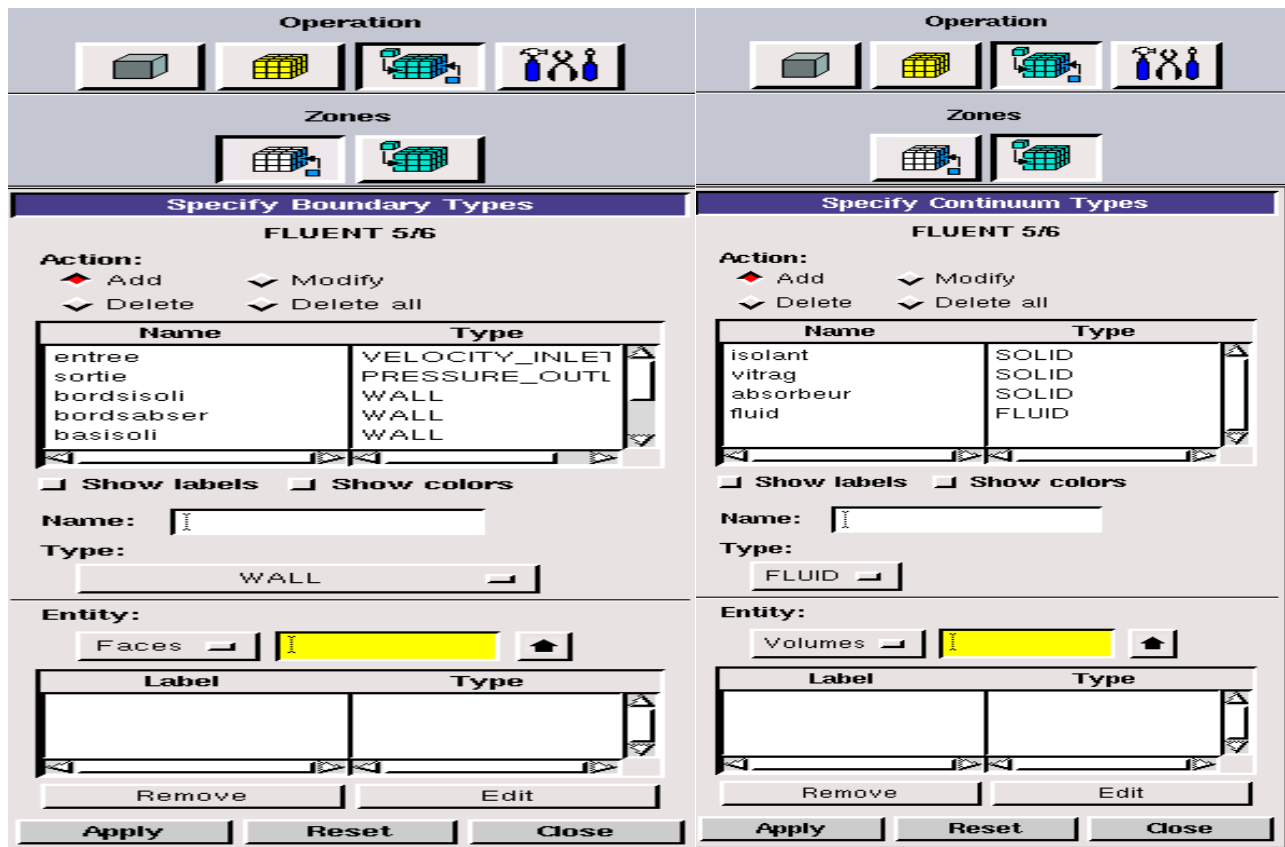 Operation
Zones
Specify Boundary Types
FLUENT 5/6
Action:
Add Modify
Delete Delete all
Name Type
entree VELOCITY_INLET
sortie PRESSURE_OUTL
bordsisoli WALL
bordsabser WALL
basisoli WALL
Show labels Show colors
Name:
Type:
WALL
Entity:
Faces
Label Type
Remove Edit
Apply Reset Close
Operation
Zones
Specify Continuum Types
FLUENT 5/6
Action:
Add Modify
Delete Delete all
Name Type
isolant SOLID
vitrag SOLID
absorbeur SOLID
fluid FLUID
Show labels Show colors
Name:
Type:
FLUID
Entity:
Volumes
Label Type
Remove Edit
Apply Reset Close